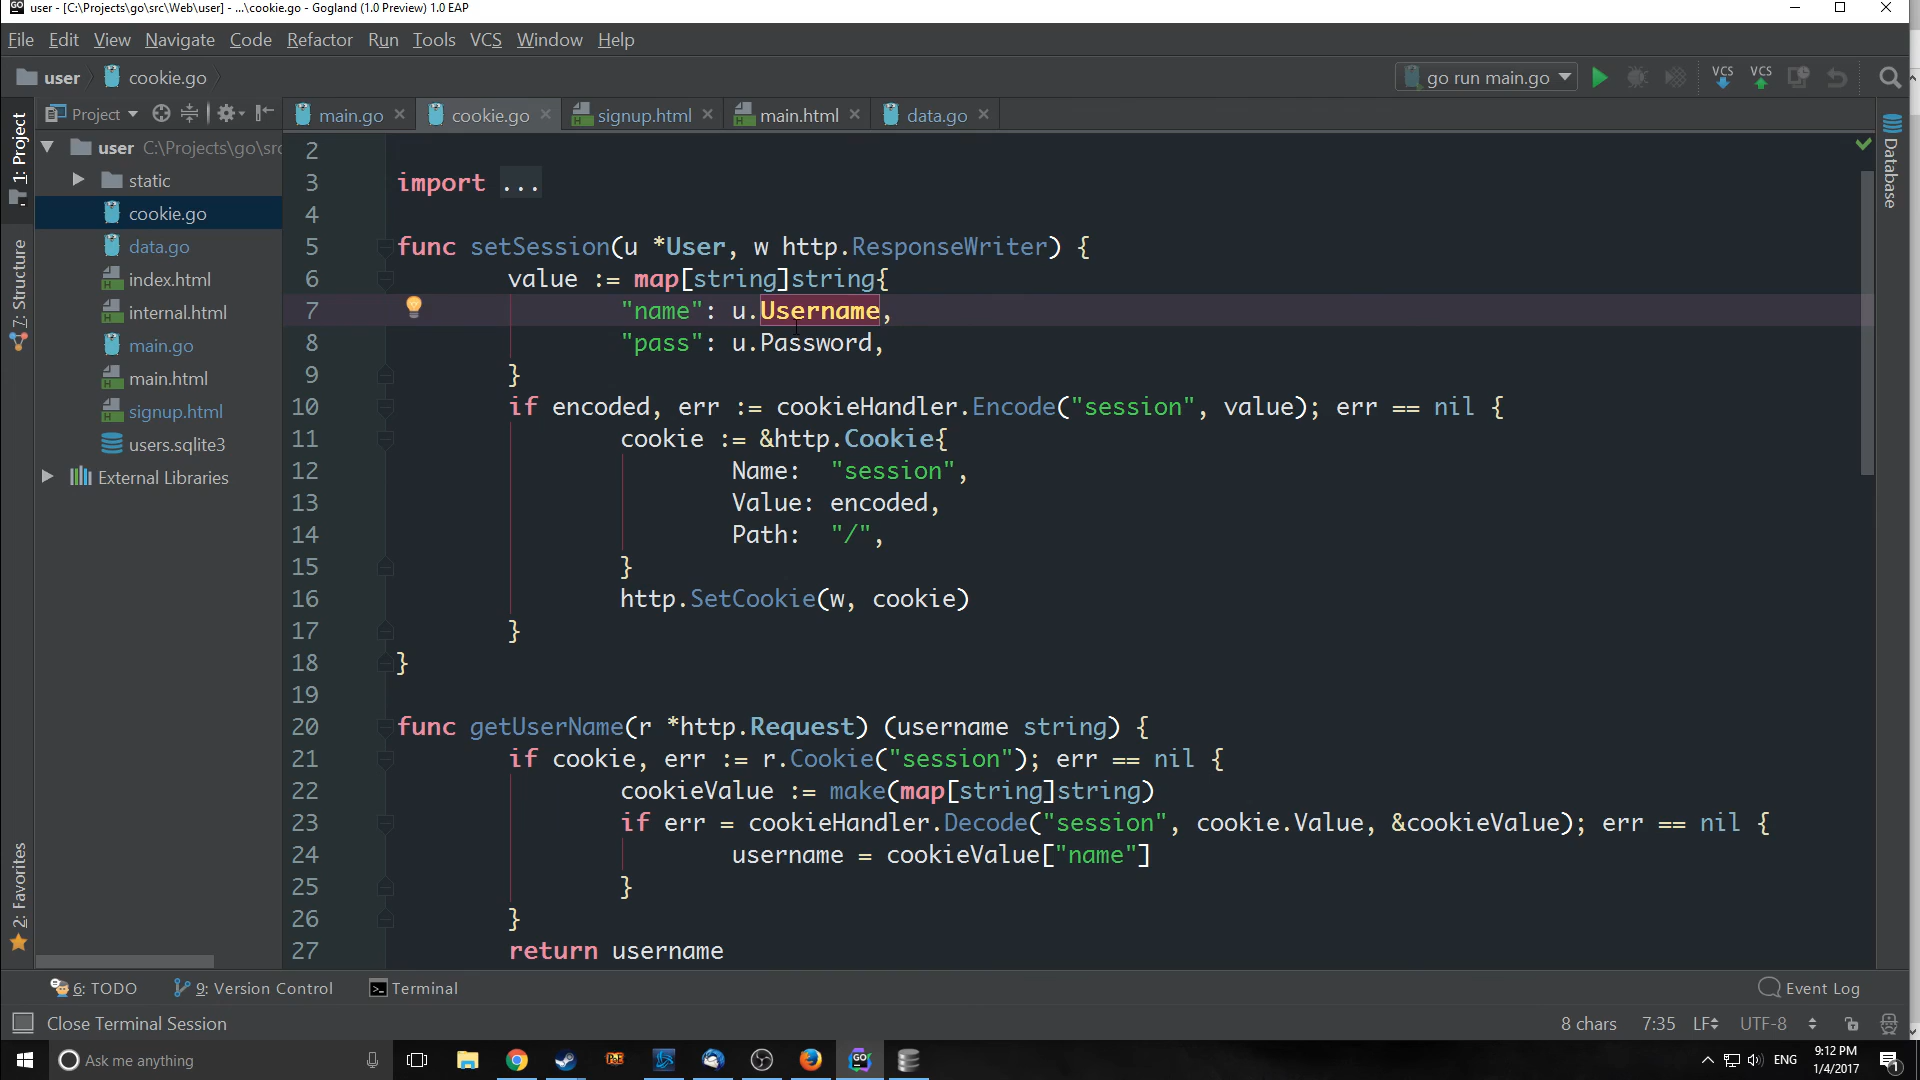 user - [C:\Projects\go\src\Web\user] - ...\cookie.go - Gogland (1.0 Preview) 1.0 EAP
File Edit View Navigate Code Refactor Run Tools VCS Window Help
user cookie.go go run main.go VCS VCS
Project main.go cookie.go signup.html main.html data.go
1: Project
7: Structure
2: Favorites
Database
user C:\Projects\go\src
static
cookie.go
data.go
index.html
internal.html
main.go
main.html
signup.html
users.sqlite3
External Libraries
2
3 import ...
4
5 func setSession(u *User, w http.ResponseWriter) {
6 value := map[string]string{
7 "name": u.Username,
8 "pass": u.Password,
9 }
10 if encoded, err := cookieHandler.Encode("session", value); err == nil {
11 cookie := &http.Cookie{
12 Name: "session",
13 Value: encoded,
14 Path: "/",
15 }
16 http.SetCookie(w, cookie)
17 }
18 }
19
20 func getUserName(r *http.Request) (username string) {
21 if cookie, err := r.Cookie("session"); err == nil {
22 cookieValue := make(map[string]string)
23 if err = cookieHandler.Decode("session", cookie.Value, &cookieValue); err == nil {
24 username = cookieValue["name"]
25 }
26 }
27 return username
6: TODO 9: Version Control Terminal Event Log
Close Terminal Session 8 chars 7:35 LF UTF-8
Ask me anything ENG 9:12 PM
1/4/2017